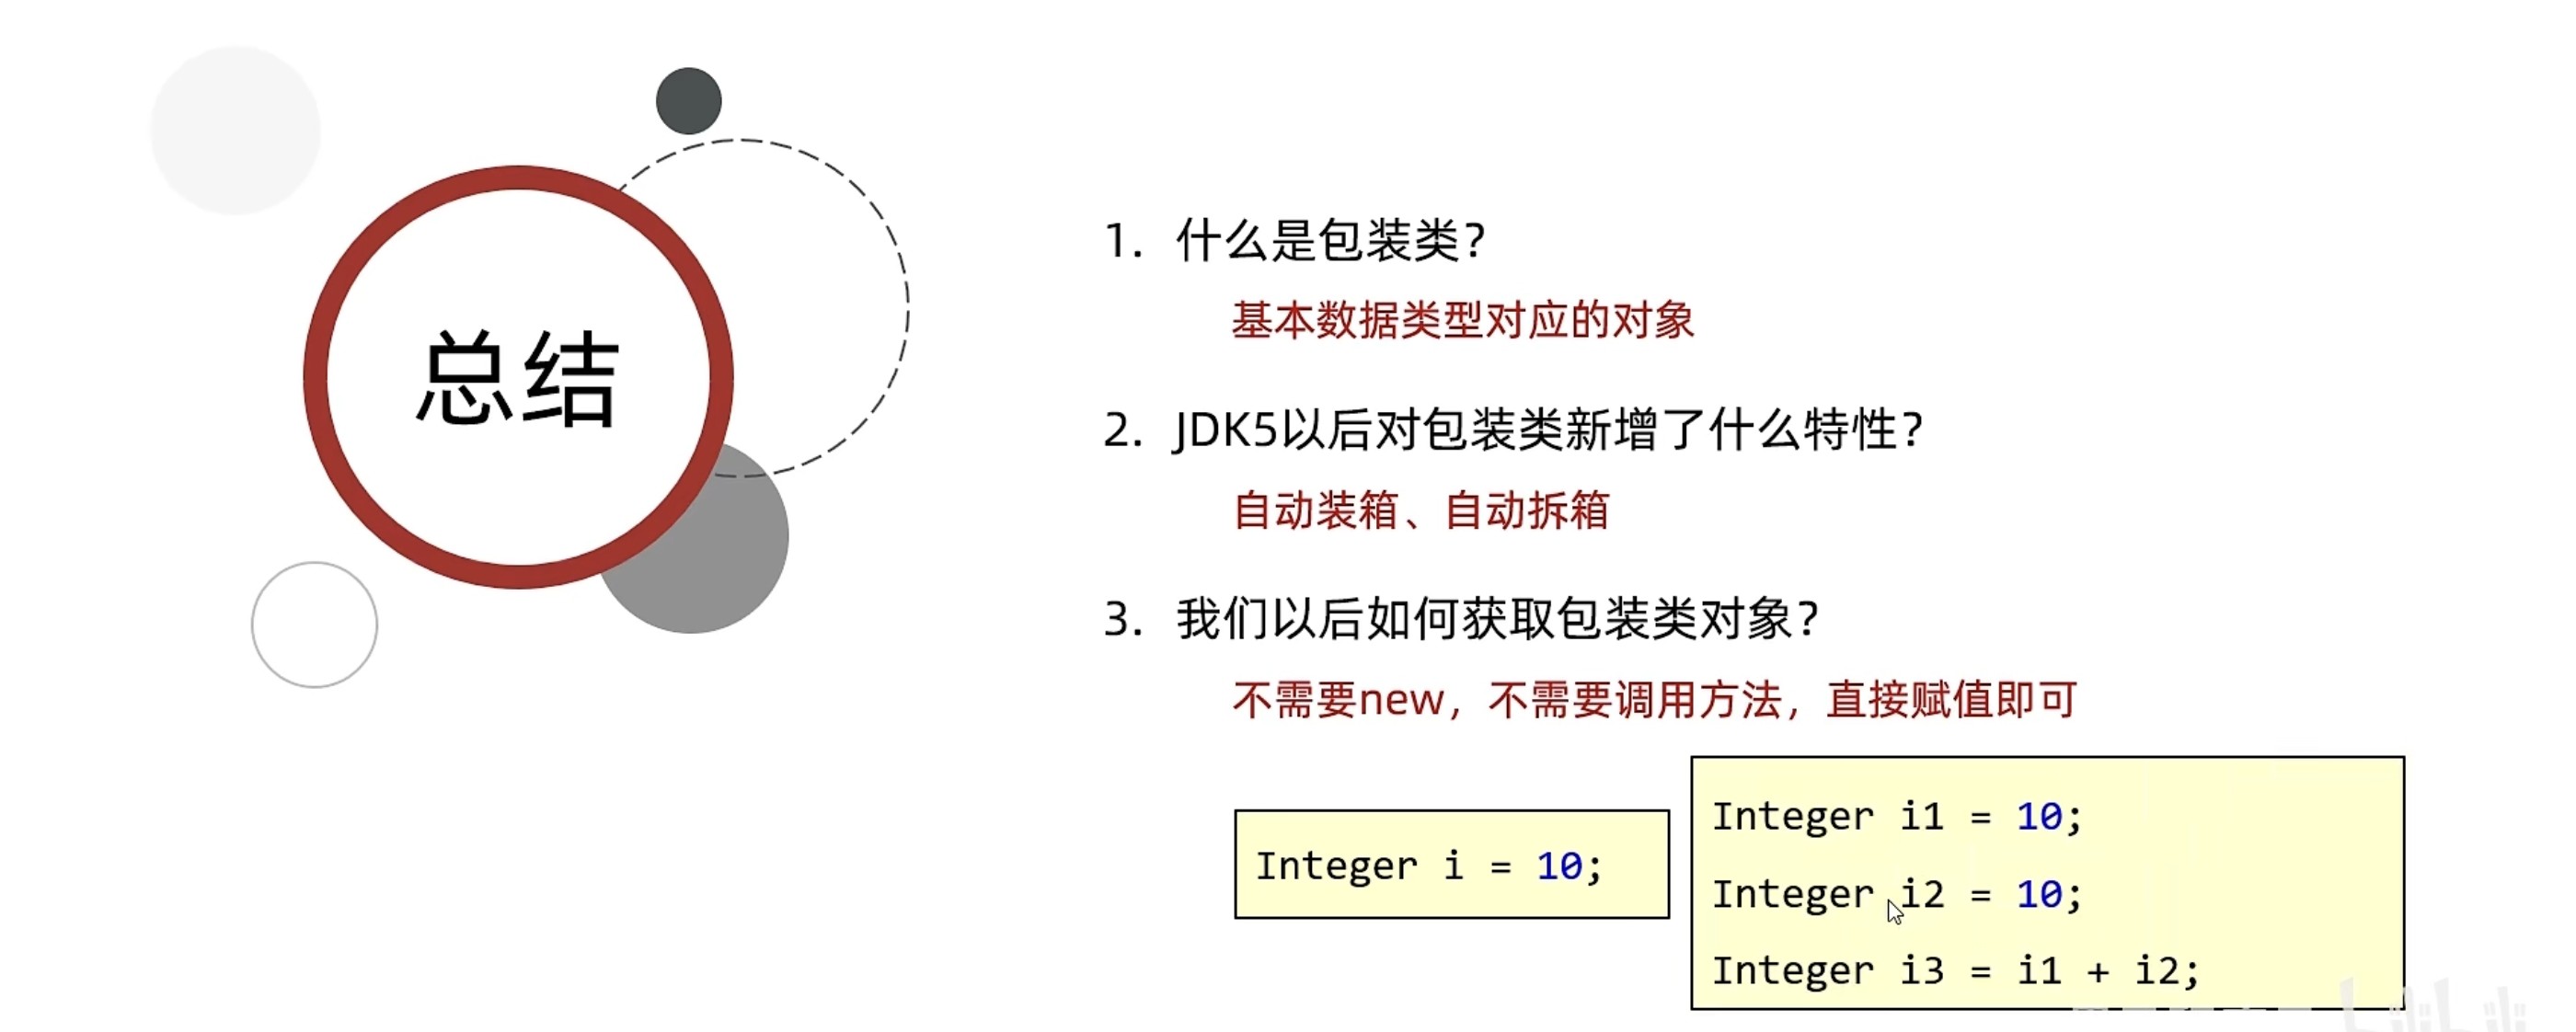 总结
1. 什么是包装类?
基本数据类型对应的对象
2. JDK5以后对包装类新增了什么特性?
自动装箱、自动拆箱
3. 我们以后如何获取包装类对象?
不需要new，不需要调用方法，直接赋值即可
Integer i = 10;
Integer i1 = 10;
Integer i2 = 10;
Integer i3 = i1 + i2;